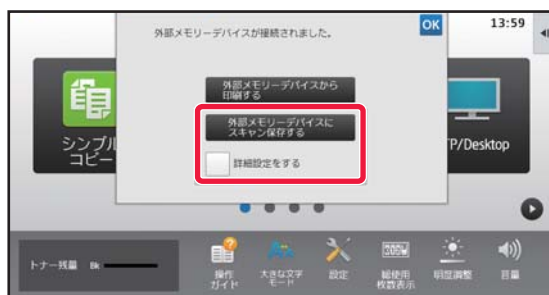 外部メモリーデバイスが接続されました。
OK
13:59
外部メモリーデバイスから
印刷する
外部メモリーデバイスに
スキャン保存する
詳細設定をする
シンプル
コピー
TP/Desktop
トナー残量 Bk
操作
ガイド
大きな文字
モード
設定
総使用
枚数表示
明度調整
音量